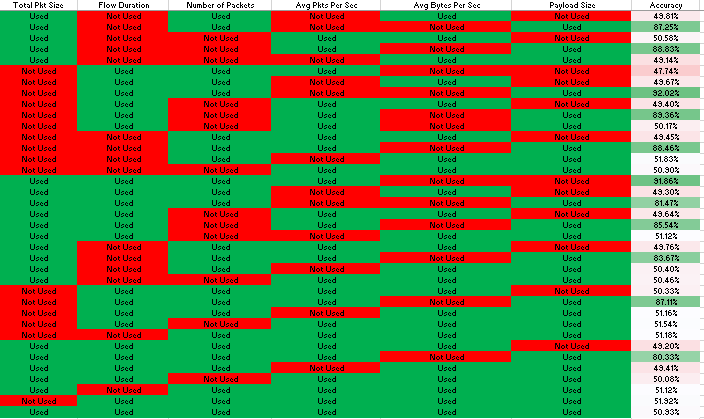 Total Pkt Size Flow Duration Number of Packets Avg Pkts Per Sec Avg Bytes Per Sec Payload Size Accuracy
Used Not Used Used Not Used Used Not Used 49.81%
Used Not Used Used Not Used Not Used Used 87.25%
Used Not Used Not Used Used Used Not Used 50.58%
Used Not Used Not Used Used Not Used Used 88.83%
Used Not Used Not Used Not Used Used Used 49.14%
Not Used Used Used Used Not Used Not Used 47.74%
Not Used Used Used Not Used Used Not Used 49.67%
Not Used Used Used Not Used Not Used Used 92.02%
Not Used Used Not Used Used Used Not Used 49.40%
Not Used Used Not Used Used Not Used Used 89.36%
Not Used Used Not Used Used Not Used Used 50.17%
Not Used Not Used Used Used Used Not Used 49.45%
Not Used Not Used Used Used Not Used Used 88.46%
Not Used Not Used Used Not Used Used Used 51.83%
Not Used Not Used Not Used Used Used Used 50.90%
Used Used Used Used Not Used Not Used 91.86%
Used Used Used Not Used Used Not Used 49.30%
Used Used Used Not Used Not Used Used 81.47%
Used Used Not Used Used Used Not Used 49.64%
Used Used Not Used Used Not Used Used 85.54%
Used Used Not Used Not Used Used Used 51.12%
Used Not Used Used Used Used Not Used 49.76%
Used Not Used Used Used Not Used Used 83.67%
Used Not Used Used Not Used Used Used 50.40%
Used Not Used Not Used Used Used Used 50.46%
Not Used Used Used Used Used Not Used 50.33%
Not Used Used Used Used Not Used Used 87.11%
Not Used Used Used Not Used Used Used 51.16%
Not Used Used Not Used Used Used Used 51.54%
Not Used Not Used Used Used Used Used 51.18%
Used Used Used Used Used Not Used 49.20%
Used Used Used Used Not Used Used 80.33%
Used Used Used Not Used Used Used 49.41%
Used Used Not Used Used Used Used 50.08%
Used Not Used Used Used Used Used 51.12%
Not Used Used Used Used Used Used 51.92%
Used Used Used Used Used Used 50.93%